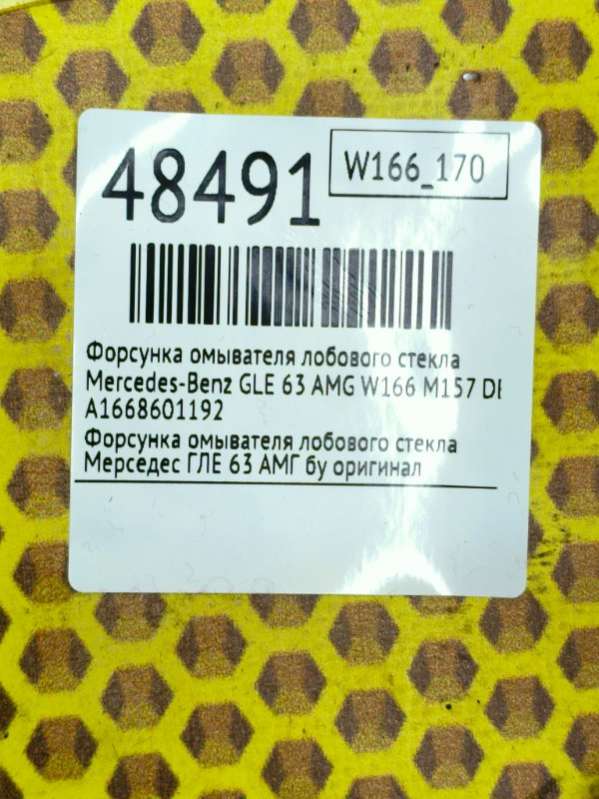 48491
W166_170
Форсунка омывателя лобового стекла
Mercedes-Benz GLE 63 AMG W166 M157 DE
A1668601192
Форсунка омывателя лобового стекла
Мерседес ГЛЕ 63 АМГ бу оригинал